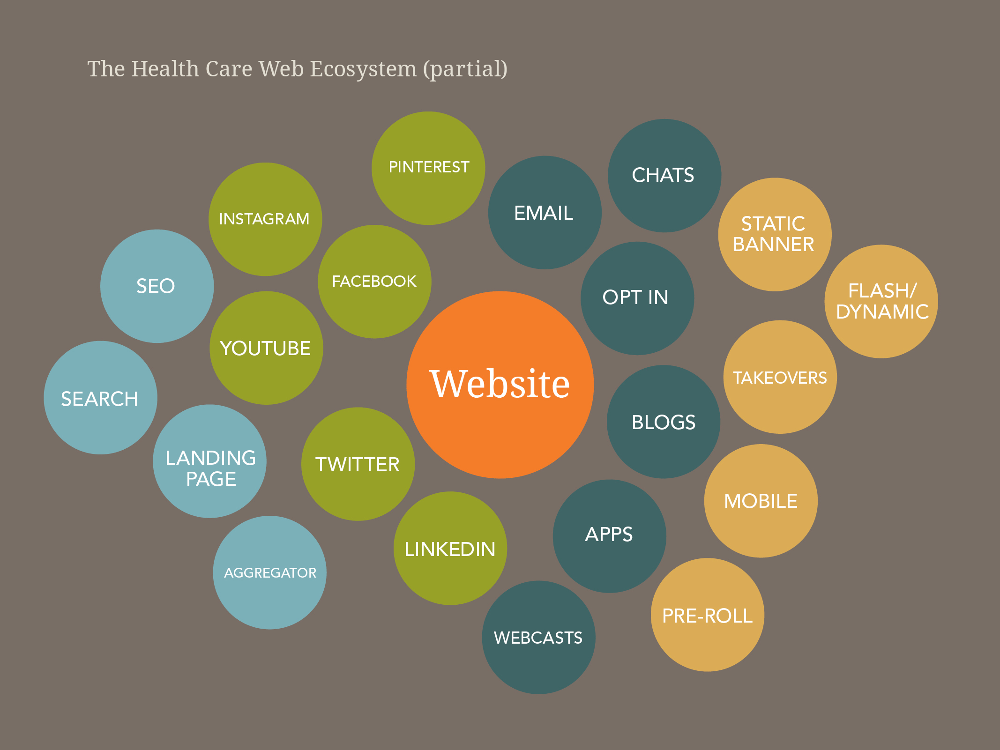 The Health Care Web Ecosystem (partial)
PINTEREST
CHATS
EMAIL
INSTAGRAM
STATIC
BANNER
FACEBOOK
SEO
OPT IN
FLASH/
DYNAMIC
YOUTUBE
Website
TAKEOVERS
SEARCH
BLOGS
LANDING
PAGE
TWITTER
MOBILE
APPS
LINKEDIN
AGGREGATOR
PRE-ROLL
WEBCASTS